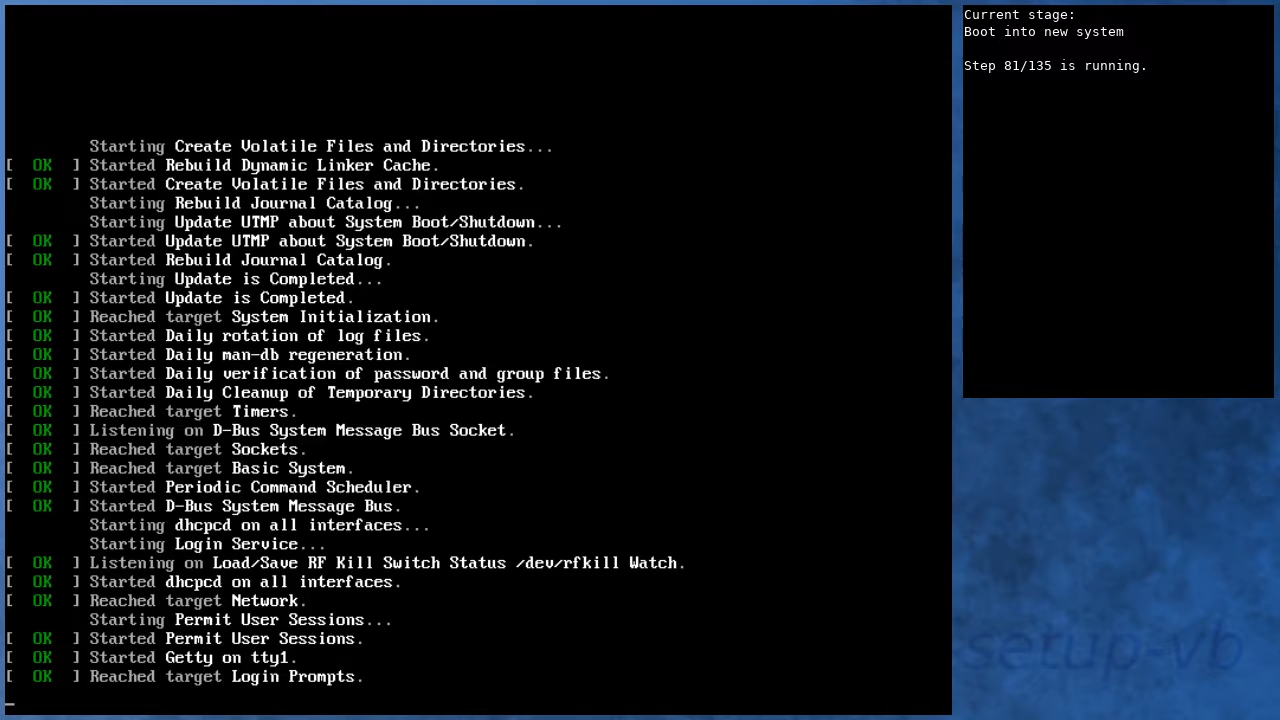 Current stage:
Boot into new system
Step 81/135 is running.
Starting Create Volatile Files and Directories...
[ OK ] Started Rebuild Dynamic Linker Cache.
[ OK ] Started Create Volatile Files and Directories.
Starting Rebuild Journal Catalog...
Starting Update UTMP about System Boot/Shutdown...
[ OK ] Started Update UTMP about System Boot/Shutdown.
[ OK ] Started Rebuild Journal Catalog.
Starting Update is Completed...
[ OK ] Started Update is Completed.
[ OK ] Reached target System Initialization.
[ OK ] Started Daily rotation of log files.
[ OK ] Started Daily man-db regeneration.
[ OK ] Started Daily verification of password and group files.
[ OK ] Started Daily Cleanup of Temporary Directories.
[ OK ] Reached target Timers.
[ OK ] Listening on D-Bus System Message Bus Socket.
[ OK ] Reached target Sockets.
[ OK ] Reached target Basic System.
[ OK ] Started Periodic Command Scheduler.
[ OK ] Started D-Bus System Message Bus.
Starting dhcpcd on all interfaces...
Starting Login Service...
[ OK ] Listening on Load/Save RF Kill Switch Status /dev/rfkill Watch.
[ OK ] Started dhcpcd on all interfaces.
[ OK ] Reached target Network.
Starting Permit User Sessions...
[ OK ] Started Permit User Sessions.
[ OK ] Started Getty on tty1.
[ OK ] Reached target Login Prompts.
_
setup-vb